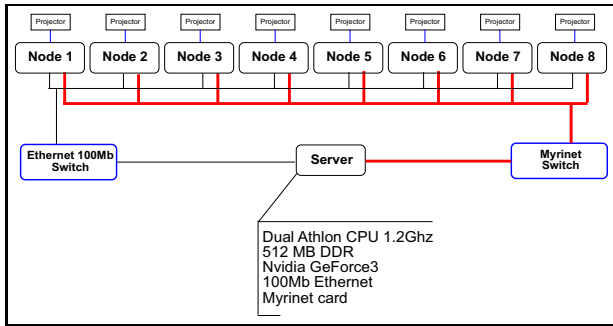 Projector Projector Projector Projector Projector Projector Projector Projector
Node 1 Node 2 Node 3 Node 4 Node 5 Node 6 Node 7 Node 8
Ethernet 100Mb
Switch
Server
Myrinet
Switch
Dual Athlon CPU 1.2Ghz
512 MB DDR
Nvidia GeForce3
100Mb Ethernet
Myrinet card